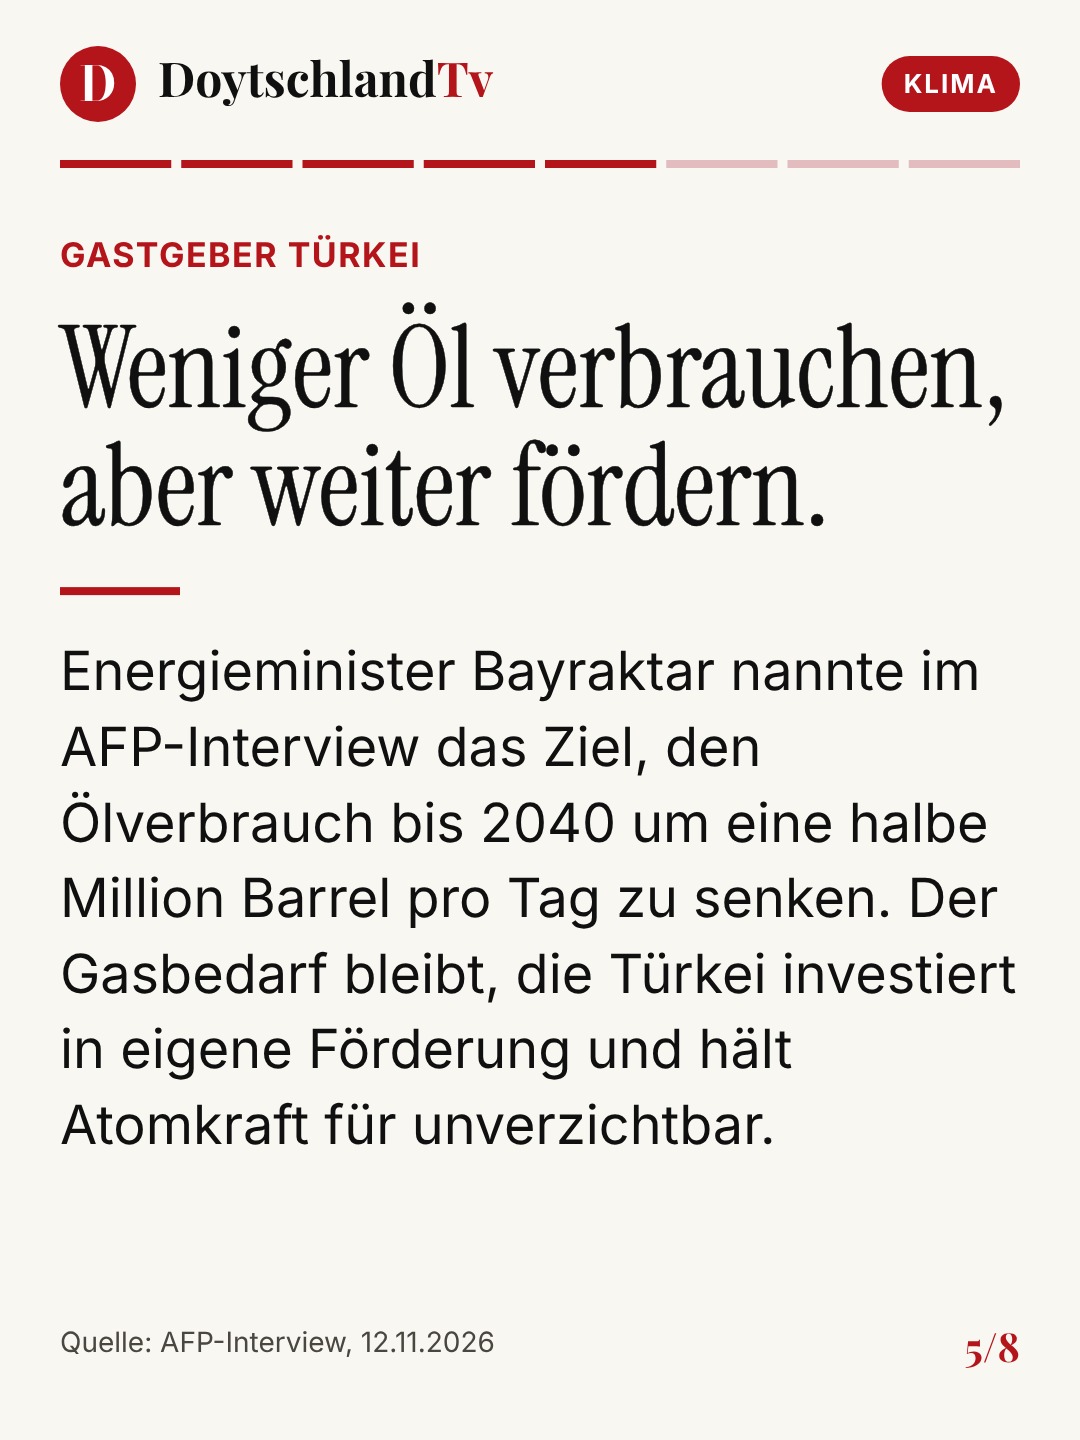 D DoytschlandTv
KLIMA
GASTGEBER TÜRKEI
Weniger Öl verbrauchen,
aber weiter fördern.
Energieminister Bayraktar nannte im
AFP-Interview das Ziel, den
Ölverbrauch bis 2040 um eine halbe
Million Barrel pro Tag zu senken. Der
Gasbedarf bleibt, die Türkei investiert
in eigene Förderung und hält
Atomkraft für unverzichtbar.
Quelle: AFP-Interview, 12.11.2026
5/8